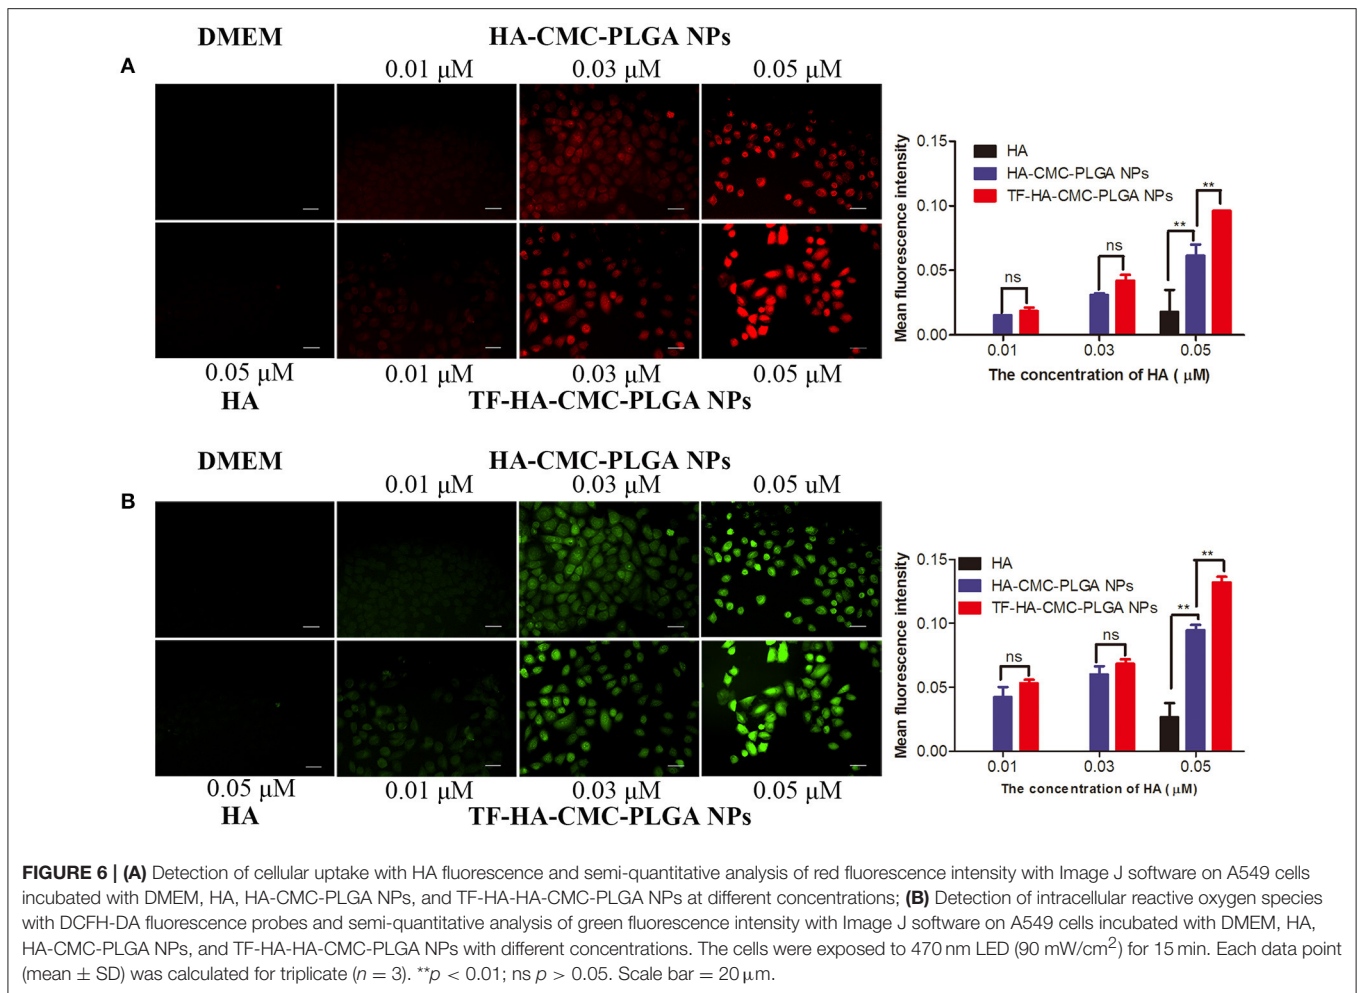 DMEM
HA-CMC-PLGA NPs
A
0.01 μM
0.03 μM
0.05 μM
0.05 μM
0.01 μM
0.03 μM
0.05 μM
HA
TF-HA-CMC-PLGA NPs
Mean fluorescence intensity
0.15
0.10
0.05
0.00
HA
HA-CMC-PLGA NPs
TF-HA-CMC-PLGA NPs
ns
ns
**
**
0.01
0.03
0.05
The concentration of HA ( μM)
DMEM
HA-CMC-PLGA NPs
B
0.01 μM
0.03 μM
0.05 uM
0.05 μM
0.01 μM
0.03 μM
0.05 μM
HA
TF-HA-CMC-PLGA NPs
Mean fluorescence intensity
0.15
0.10
0.05
0.00
HA
HA-CMC-PLGA NPs
TF-HA-CMC-PLGA NPs
ns
ns
**
**
0.01
0.03
0.05
The concentration of HA ( μM)
FIGURE 6 | (A) Detection of cellular uptake with HA fluorescence and semi-quantitative analysis of red fluorescence intensity with Image J software on A549 cells
incubated with DMEM, HA, HA-CMC-PLGA NPs, and TF-HA-HA-CMC-PLGA NPs at different concentrations; (B) Detection of intracellular reactive oxygen species
with DCFH-DA fluorescence probes and semi-quantitative analysis of green fluorescence intensity with Image J software on A549 cells incubated with DMEM, HA,
HA-CMC-PLGA NPs, and TF-HA-HA-CMC-PLGA NPs with different concentrations. The cells were exposed to 470 nm LED (90 mW/cm²) for 15 min. Each data point
(mean ± SD) was calculated for triplicate (n = 3). **p < 0.01; ns p > 0.05. Scale bar = 20 μm.